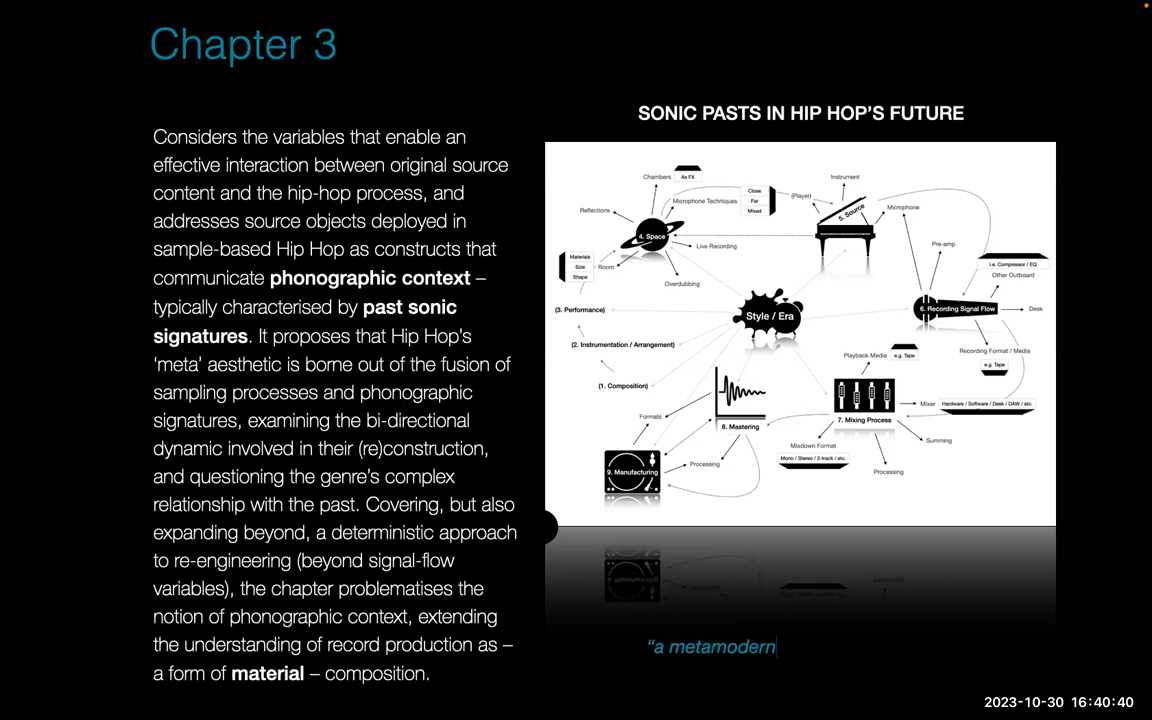 Chapter 3
Considers the variables that enable an
effective interaction between original source
content and the hip-hop process, and
addresses source objects deployed in
sample-based Hip Hop as constructs that
communicate phonographic context –
typically characterised by past sonic
signatures. It proposes that Hip Hop's
'meta' aesthetic is borne out of the fusion of
sampling processes and phonographic
signatures, examining the bi-directional
dynamic involved in their (re)construction,
and questioning the genre's complex
relationship with the past. Covering, but also
expanding beyond, a deterministic approach
to re-engineering (beyond signal-flow
variables), the chapter problematises the
notion of phonographic context, extending
the understanding of record production as –
a form of material – composition.
SONIC PASTS IN HIP HOP'S FUTURE
Chambers
As FX
Reflections
Microphone Techniques
Close
Far
Mixed
4. Space
Live Recording
Materials
Size
Shape
Room
Overdubbing
(Player)
Instrument
5. Source
Microphone
Pre-amp
i.e. Compressor / EQ
Other Outboard
6. Recording Signal Flow
Desk
Recording Format / Media
e.g. Tape
Style / Era
(3. Performance)
(2. Instrumentation / Arrangement)
(1. Composition)
Playback Media
e.g. Tape
Mixer
Hardware / Software / Desk / DAW / etc.
7. Mixing Process
Summing
Mixdown Format
Mono / Stereo / 2-track / etc.
Processing
8. Mastering
Formats
Processing
9. Manufacturing
"a metamodern
2023-10-30 16:40:40